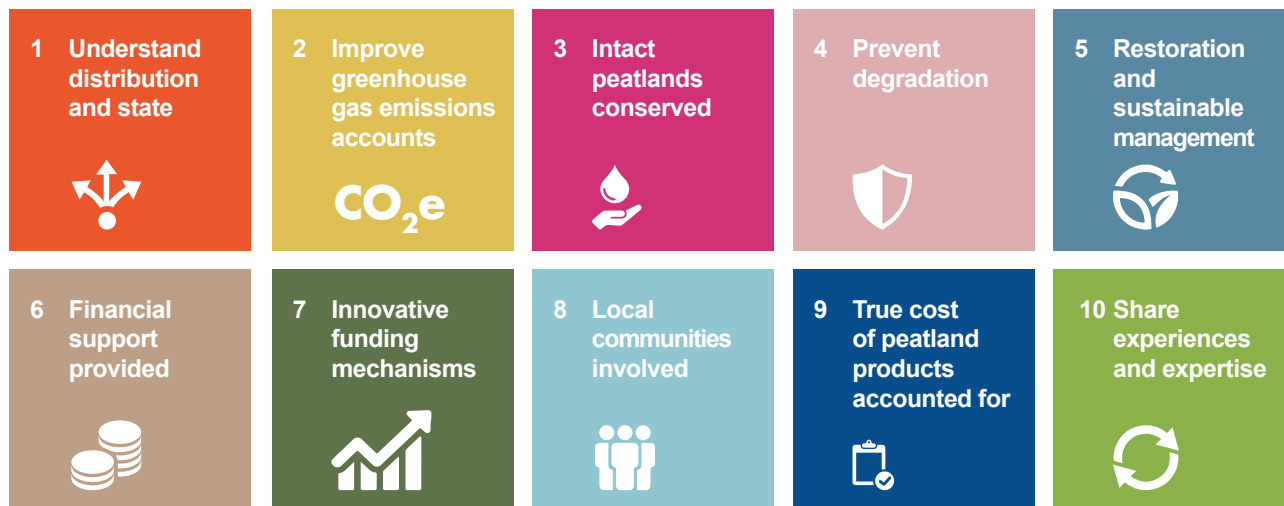 1 Understand
distribution
and state
2 Improve
greenhouse
gas emissions
accounts
CO₂e
3 Intact
peatlands
conserved
4 Prevent
degradation
5 Restoration
and
sustainable
management
6 Financial
support
provided
7 Innovative
funding
mechanisms
8 Local
communities
involved
9 True cost
of peatland
products
accounted for
10 Share
experiences
and expertise